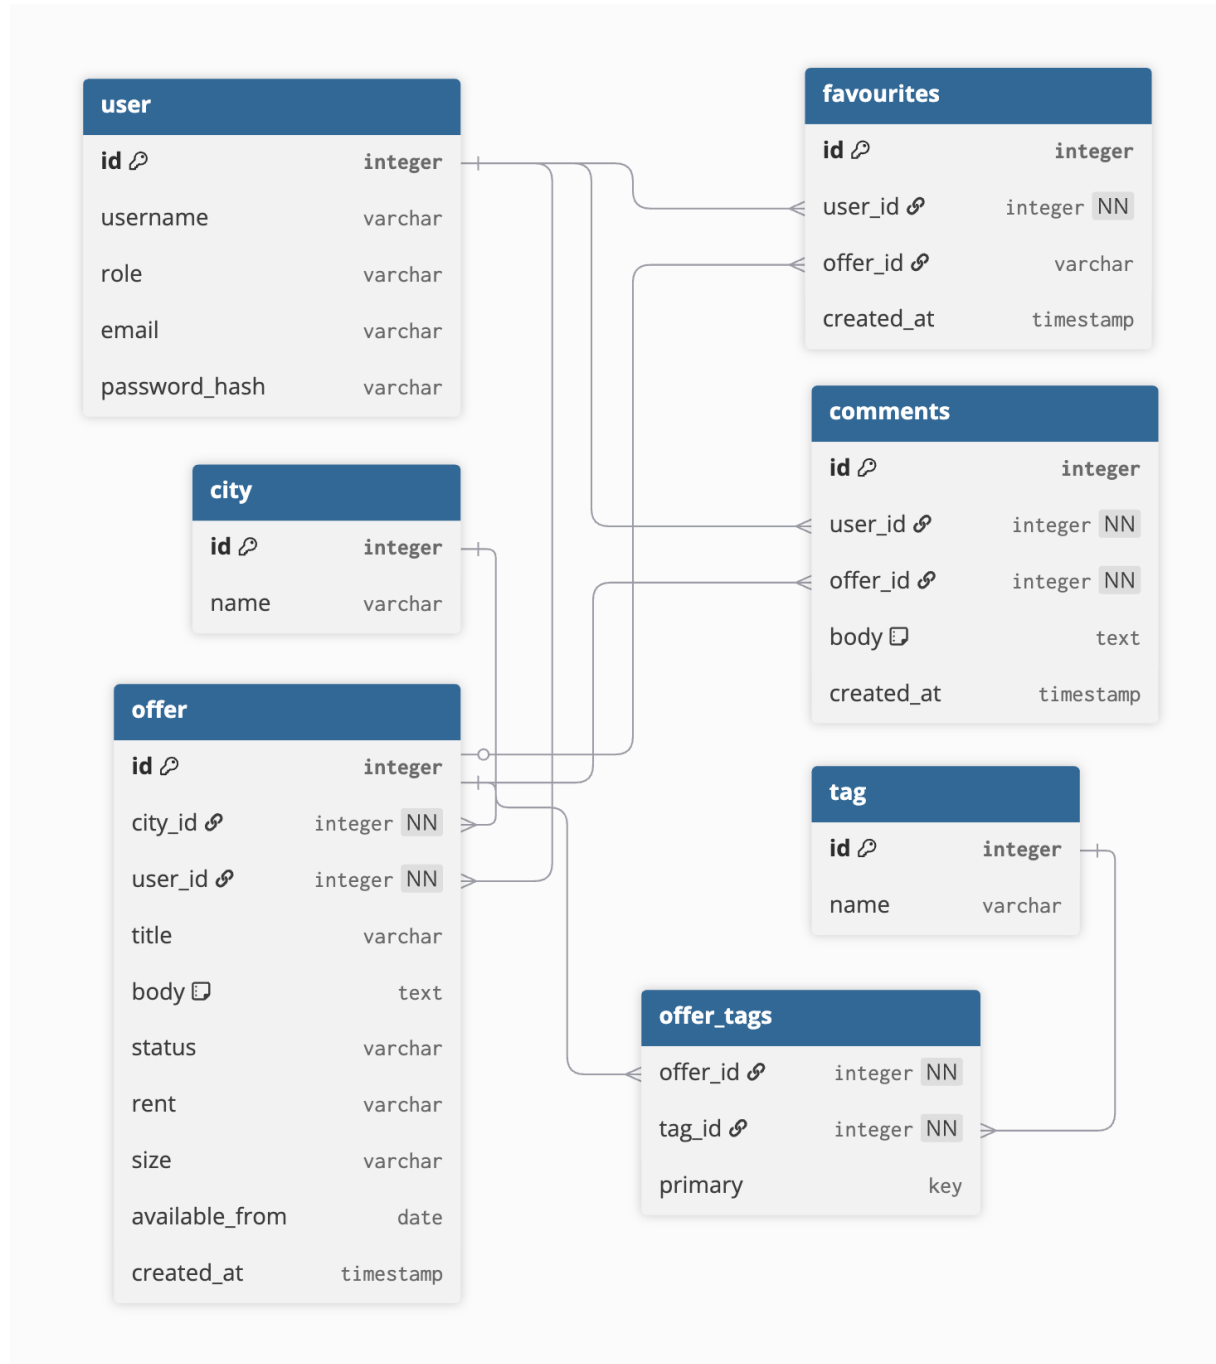 user
id integer
username varchar
role varchar
email varchar
password_hash varchar
favourites
id integer
user_id integer NN
offer_id varchar
created_at timestamp
city
id integer
name varchar
comments
id integer
user_id integer NN
offer_id integer NN
body text
created_at timestamp
offer
id integer
city_id integer NN
user_id integer NN
title varchar
body text
status varchar
rent varchar
size varchar
available_from date
created_at timestamp
tag
id integer
name varchar
offer_tags
offer_id integer NN
tag_id integer NN
primary key